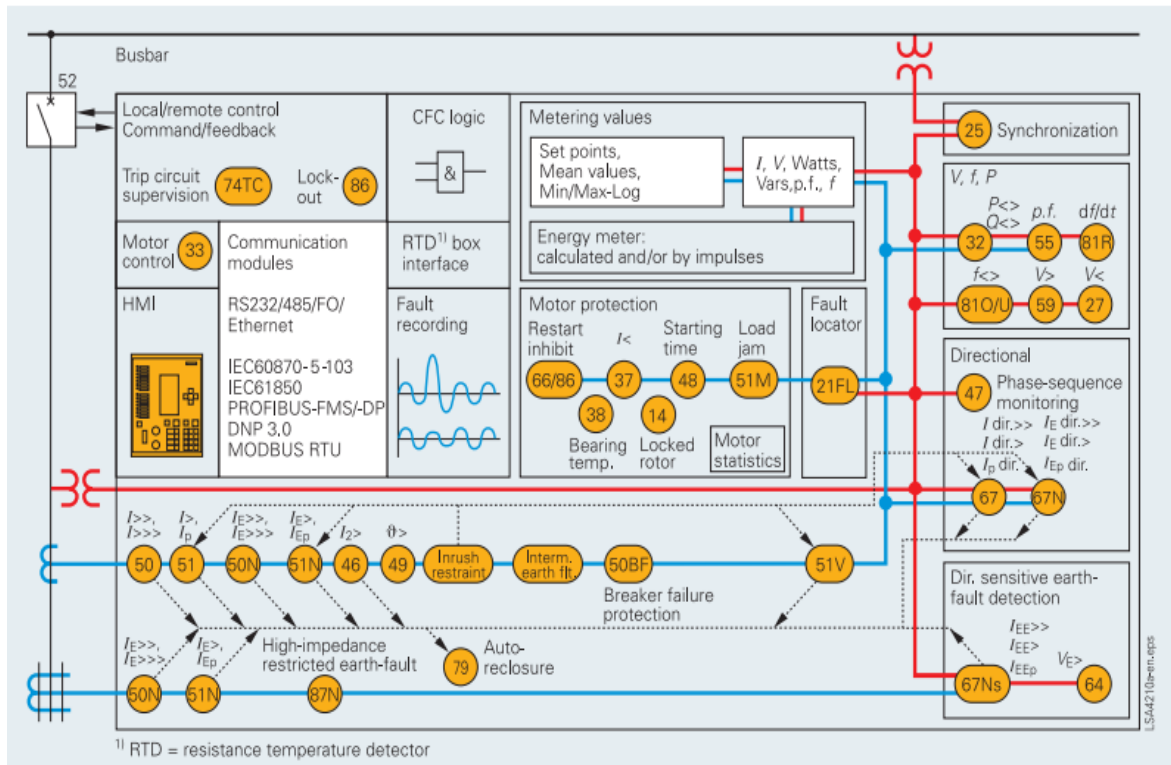 Busbar
52
Local/remote control
Command/feedback
Trip circuit
supervision
74TC
Lock-
out
86
CFC logic
&
Motor
control
33
Communication
modules
RS232/485/FO/
Ethernet
IEC60870-5-103
IEC61850
PROFIBUS-FMS/-DP
DNP 3.0
MODBUS RTU
RTD1) box
interface
HMI
Fault
recording
Metering values
Set points,
Mean values,
Min/Max-Log
I, V, Watts,
Vars,p.f., f
Energy meter:
calculated and/or by impulses
Motor protection
Restart
inhibit
66/86
I<
37
Starting
time
48
Load
jam
51M
38
Bearing
temp.
14
Locked
rotor
Motor
statistics
Fault
locator
21FL
25
Synchronization
V, f, P
P<>
Q<>
32
p.f.
55
df/dt
81R
f<>
81O/U
V>
59
V<
27
Directional
47
Phase-sequence
monitoring
I dir.>>
I dir.>
Ip dir.
IE dir.>>
IE dir.>
IEp dir.
67
67N
I>>,
I>>>
50
I>,
Ip
51
IE>>,
IE>>>
50N
IE>,
IEp
51N
I2>
46
ϑ>
49
Inrush
restraint
Interm.
earth flt.
50BF
Breaker failure
protection
51V
IE>>,
IE>>>
50N
IE>,
IEp
51N
High-impedance
restricted earth-fault
87N
79
Auto-
reclosure
Dir. sensitive earth-
fault detection
IEE>>
IEE>
IEEp
67Ns
VE>
64
LSA4210a-en.eps
1) RTD = resistance temperature detector